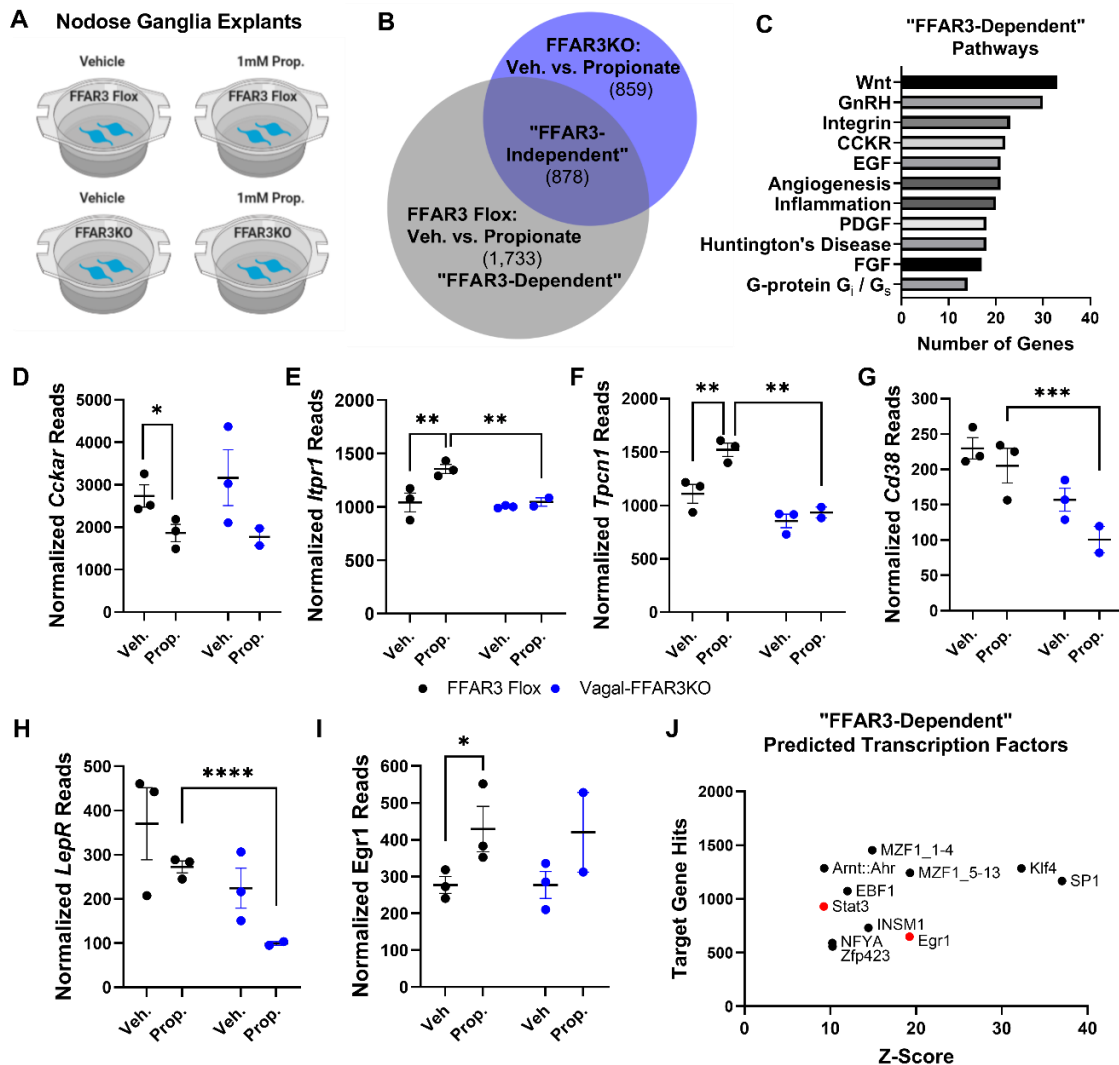 A
Nodose Ganglia Explants
Vehicle
1mM Prop.
FFAR3 Flox
FFAR3 Flox
Vehicle
1mM Prop.
FFAR3KO
FFAR3KO
B
FFAR3KO:
Veh. vs. Propionate
(859)
"FFAR3-
Independent"
(878)
FFAR3 Flox:
Veh. vs. Propionate
(1,733)
"FFAR3-Dependent"
C
"FFAR3-Dependent"
Pathways
Wnt
GnRH
Integrin
CCKR
EGF
Angiogenesis
Inflammation
PDGF
Huntington's Disease
FGF
G-protein Gi / Gs
0 10 20 30 40
Number of Genes
D
Normalized Cckar Reads
5000
4000
3000
2000
1000
0
*
Veh. Prop. Veh. Prop.
E
Normalized Itpr1 Reads
2000
1500
1000
500
0
** **
Veh. Prop. Veh. Prop.
F
Normalized Tpcn1 Reads
2000
1500
1000
500
0
** **
Veh. Prop. Veh. Prop.
G
Normalized Cd38 Reads
300
250
200
150
100
50
0
***
Veh. Prop. Veh. Prop.
FFAR3 Flox Vagal-FFAR3KO
H
Normalized LepR Reads
500
400
300
200
100
0
****
Veh. Prop. Veh. Prop.
I
Normalized Egr1 Reads
700
600
500
400
300
200
100
0
*
Veh Prop. Veh Prop.
J
"FFAR3-Dependent"
Predicted Transcription Factors
Target Gene Hits
2000
1500
1000
500
0
MZF1_1-4
Arnt::Ahr
MZF1_5-13
Klf4
SP1
EBF1
Stat3
INSM1
Egr1
NFYA
Zfp423
0 10 20 30 40
Z-Score